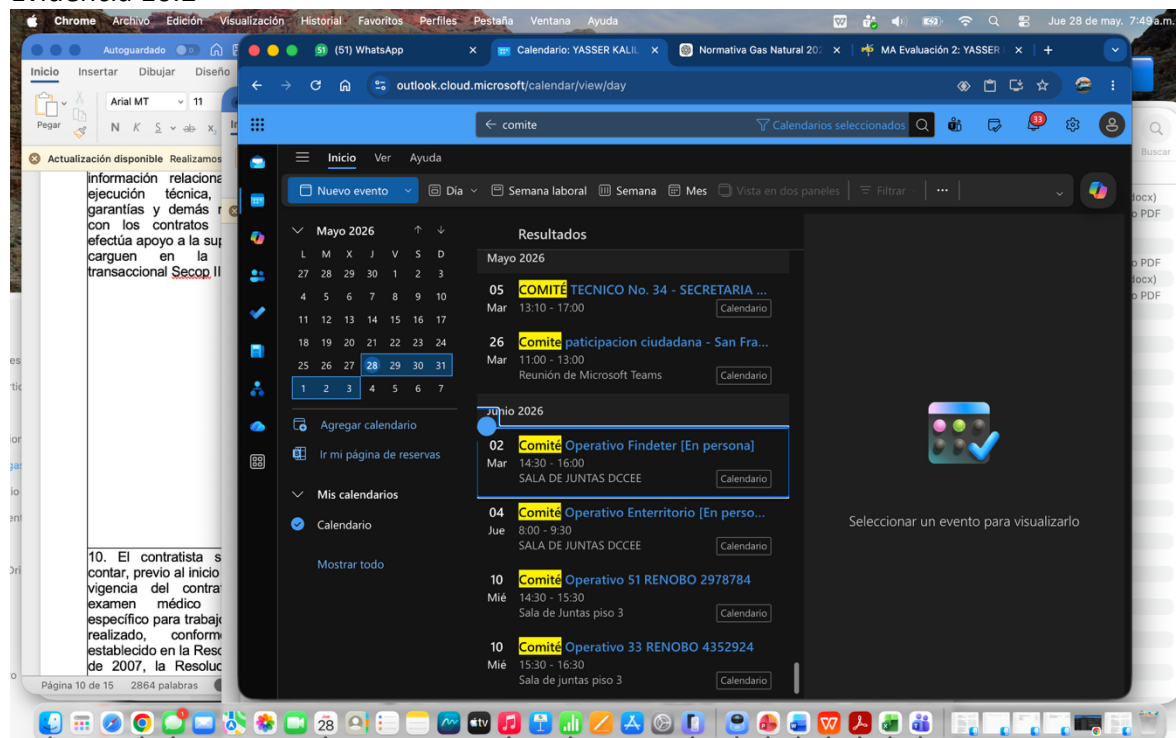 Evidencia 10.2
Chrome Archivo Edición Visualización Historial Favoritos Perfiles Pestaña Ventana Ayuda
Jue 28 de may. 7:49 a.m.
Autoguardado
(51) WhatsApp
Calendario: YASSER KALIL
Normativa Gas Natural 202
MA Evaluación 2: YASSER
Inicio Insertar Dibujar Diseño
outlook.cloud.microsoft/calendar/view/day
Arial MT 11
Pegar
N K S ab x,
comite
Calendarios seleccionados
33
Buscar
Actualización disponible Realizamos
Inicio Ver Ayuda
Nuevo evento
Día
Semana laboral
Semana
Mes
Vista en dos paneles
Filtrar
información relaciona
ejecución técnica,
garantías y demás r
con los contratos
efectúa apoyo a la sup
carguen en la
transaccional Secop II
Mayo 2026
L M X J V S D
27 28 29 30 1 2 3
4 5 6 7 8 9 10
11 12 13 14 15 16 17
18 19 20 21 22 23 24
25 26 27 28 29 30 31
1 2 3 4 5 6 7
Agregar calendario
Ir mi página de reservas
Mis calendarios
Calendario
Mostrar todo
Resultados
Mayo 2026
05 COMITÉ TECNICO No. 34 - SECRETARIA ...
Mar 13:10 - 17:00
Calendario
26 Comite paticipacion ciudadana - San Fra...
Mar 11:00 - 13:00
Reunión de Microsoft Teams
Calendario
Junio 2026
02 Comité Operativo Findeter [En persona]
Mar 14:30 - 16:00
SALA DE JUNTAS DCCEE
Calendario
04 Comité Operativo Enterritorio [En perso...
Jue 8:00 - 9:30
SALA DE JUNTAS DCCEE
Calendario
10 Comité Operativo 51 RENOBO 2978784
Mié 14:30 - 15:30
Sala de Juntas piso 3
Calendario
10 Comité Operativo 33 RENOBO 4352924
Mié 15:30 - 16:30
Sala de juntas piso 3
Calendario
Seleccionar un evento para visualizarlo
docx)
o PDF
o PDF
docx)
o PDF
10. El contratista s
contar, previo al inicio
vigencia del contra
examen médico
específico para trabajo
realizado, conform
establecido en la Reso
de 2007, la Resoluc
Página 10 de 15 2864 palabras
28
tv